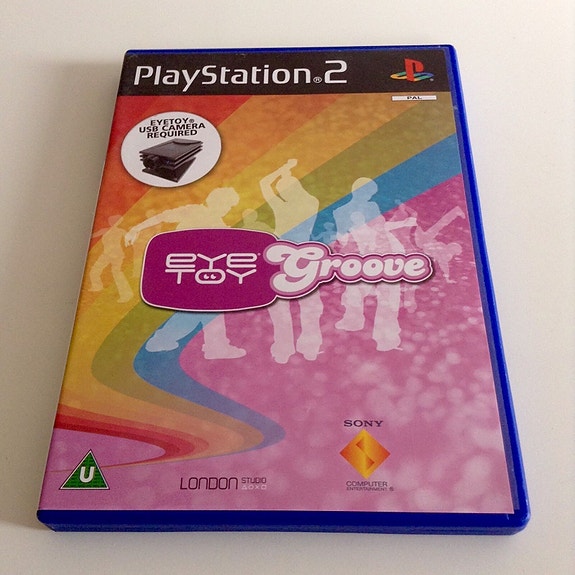 PlayStation®2
PAL
EYETOY®
USB CAMERA
REQUIRED
EYE
TOY®
Groove
U
LONDON STUDIO
SONY
COMPUTER
ENTERTAINMENT ®